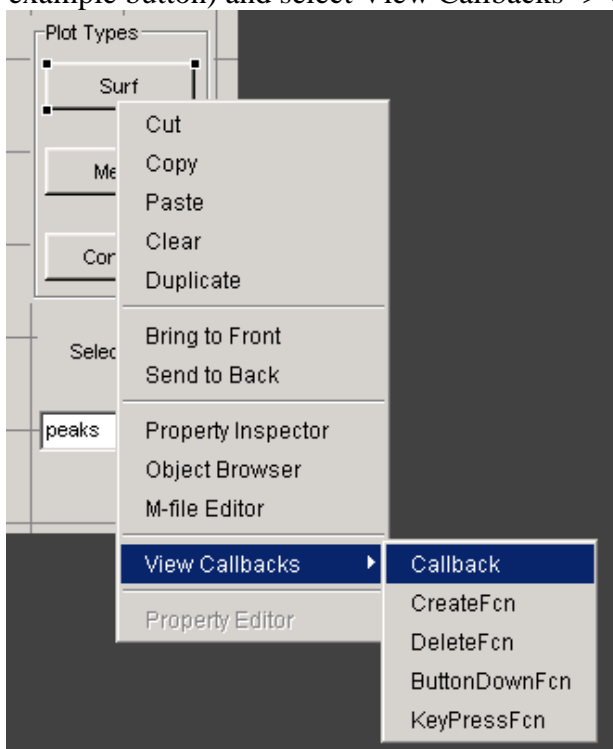 example button) and select View Callbacks ->
Plot Types
Surf
Cut
Copy
Paste
Clear
Duplicate
Bring to Front
Send to Back
peaks
Property Inspector
Object Browser
M-file Editor
View Callbacks
Property Editor
Callback
CreateFcn
DeleteFcn
ButtonDownFcn
KeyPressFcn